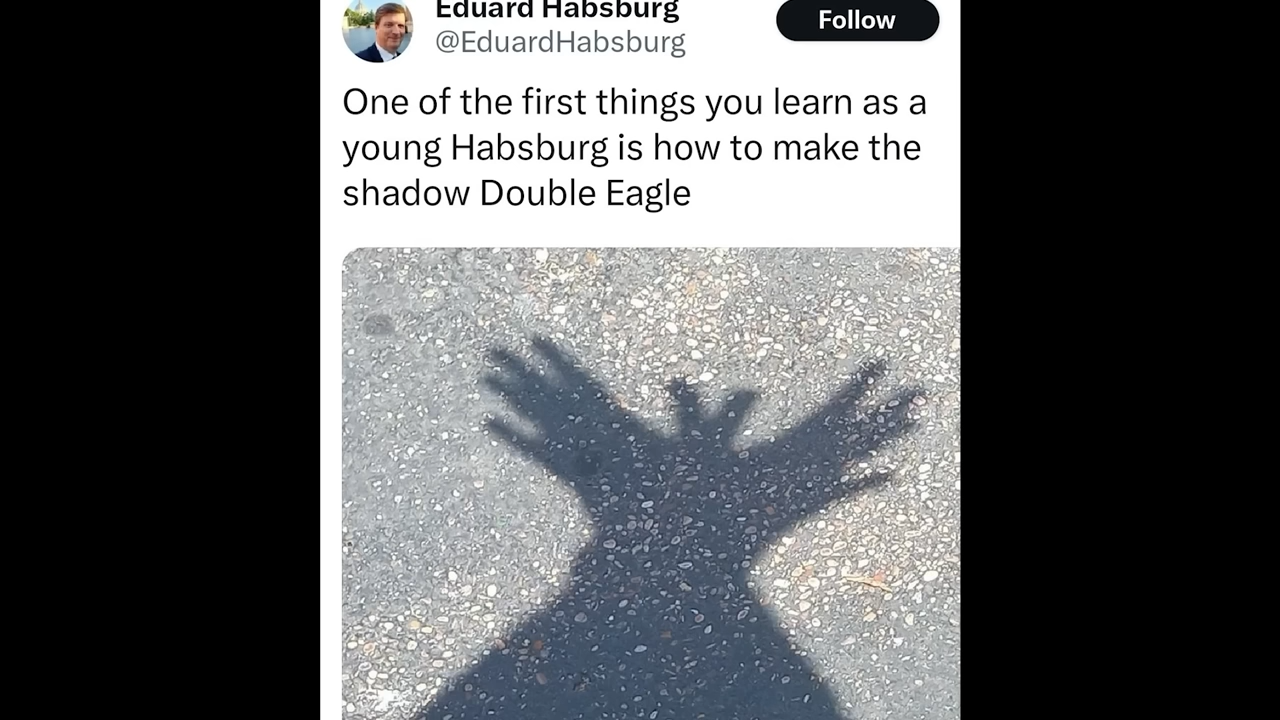 Eduard Habsburg
@EduardHabsburg
Follow
One of the first things you learn as a
young Habsburg is how to make the
shadow Double Eagle